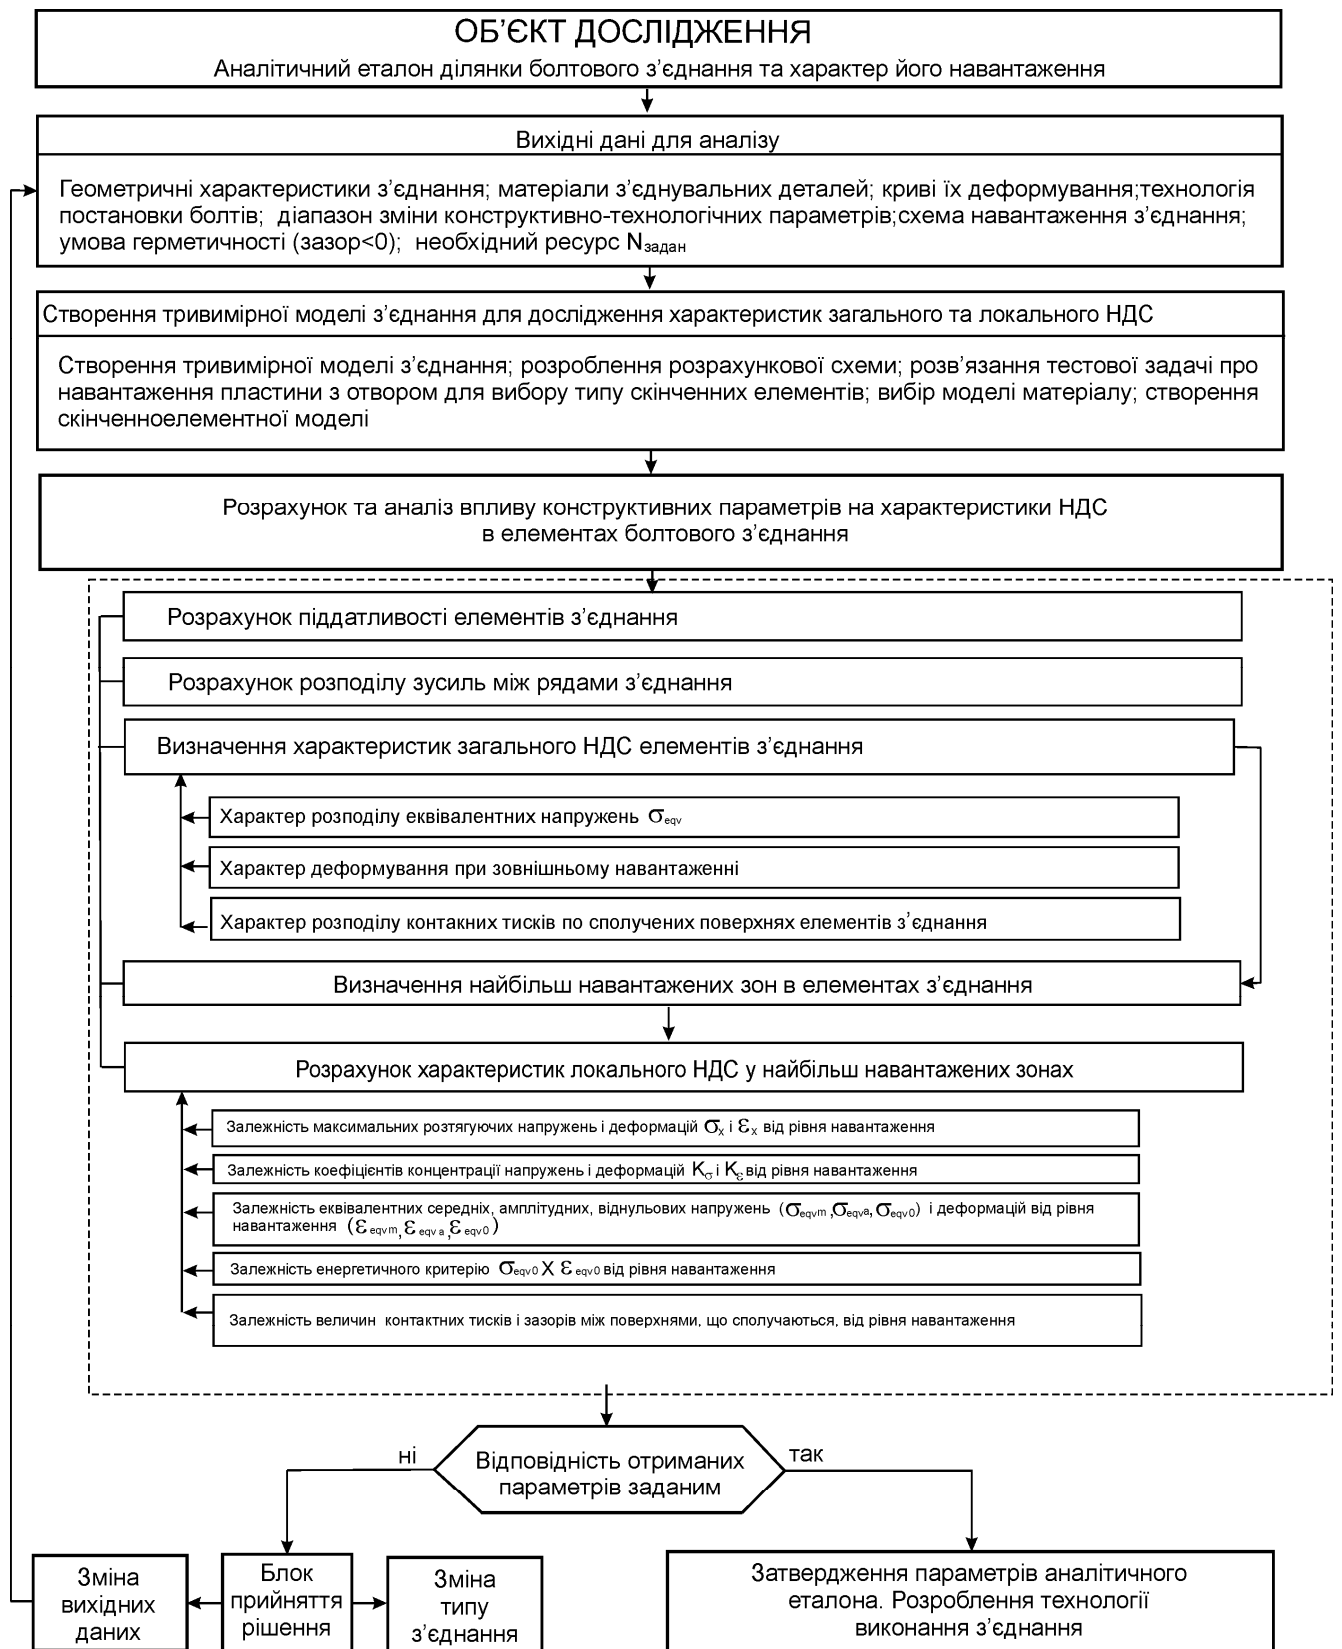 ОБ’ЄКТ ДОСЛІДЖЕННЯ
Аналітичний еталон ділянки болтового з’єднання та характер його навантаження
Вихідні дані для аналізу
Геометричні характеристики з’єднання; матеріали з’єднувальних деталей; криві їх деформування;технологія
постановки болтів; діапазон зміни конструктивно-технологічних параметрів;схема навантаження з’єднання;
умова герметичності (зазор<0); необхідний ресурс Nзадан
Створення тривимірної моделі з’єднання для дослідження характеристик загального та локального НДС
Створення тривимірної моделі з’єднання; розроблення розрахункової схеми; розв’язання тестової задачі про
навантаження пластини з отвором для вибору типу скінченних елементів; вибір моделі матеріалу; створення
скінченноелементної моделі
Розрахунок та аналіз впливу конструктивних параметрів на характеристики НДС
в елементах болтового з’єднання
Розрахунок піддатливості елементів з’єднання
Розрахунок розподілу зусиль між рядами з’єднання
Визначення характеристик загального НДС елементів з’єднання
Характер розподілу еквівалентних напружень σeqv
Характер деформування при зовнішньому навантаженні
Характер розподілу контакних тисків по сполучених поверхнях елементів з’єднання
Визначення найбільш навантажених зон в елементах з’єднання
Розрахунок характеристик локального НДС у найбільш навантажених зонах
Залежність максимальних розтягуючих напружень і деформацій σx і εx від рівня навантаження
Залежність коефіцієнтів концентрації напружень і деформацій Kσ і Kε від рівня навантаження
Залежність еквівалентних середніх, амплітудних, віднульових напружень (σeqvm,σeqva,σeqv0) і деформацій від рівня
навантаження (εeqvm,εeqva,εeqv0)
Залежність енергетичного критерію σeqv0 X εeqv0 від рівня навантаження
Залежність величин контактних тисків і зазорів між поверхнями, що сполучаються, від рівня навантаження
Відповідність отриманих
параметрів заданим
ні
так
Зміна
вихідних
даних
Блок
прийняття
рішення
Зміна
типу
з’єднання
Затвердження параметрів аналітичного
еталона. Розроблення технології
виконання з’єднання